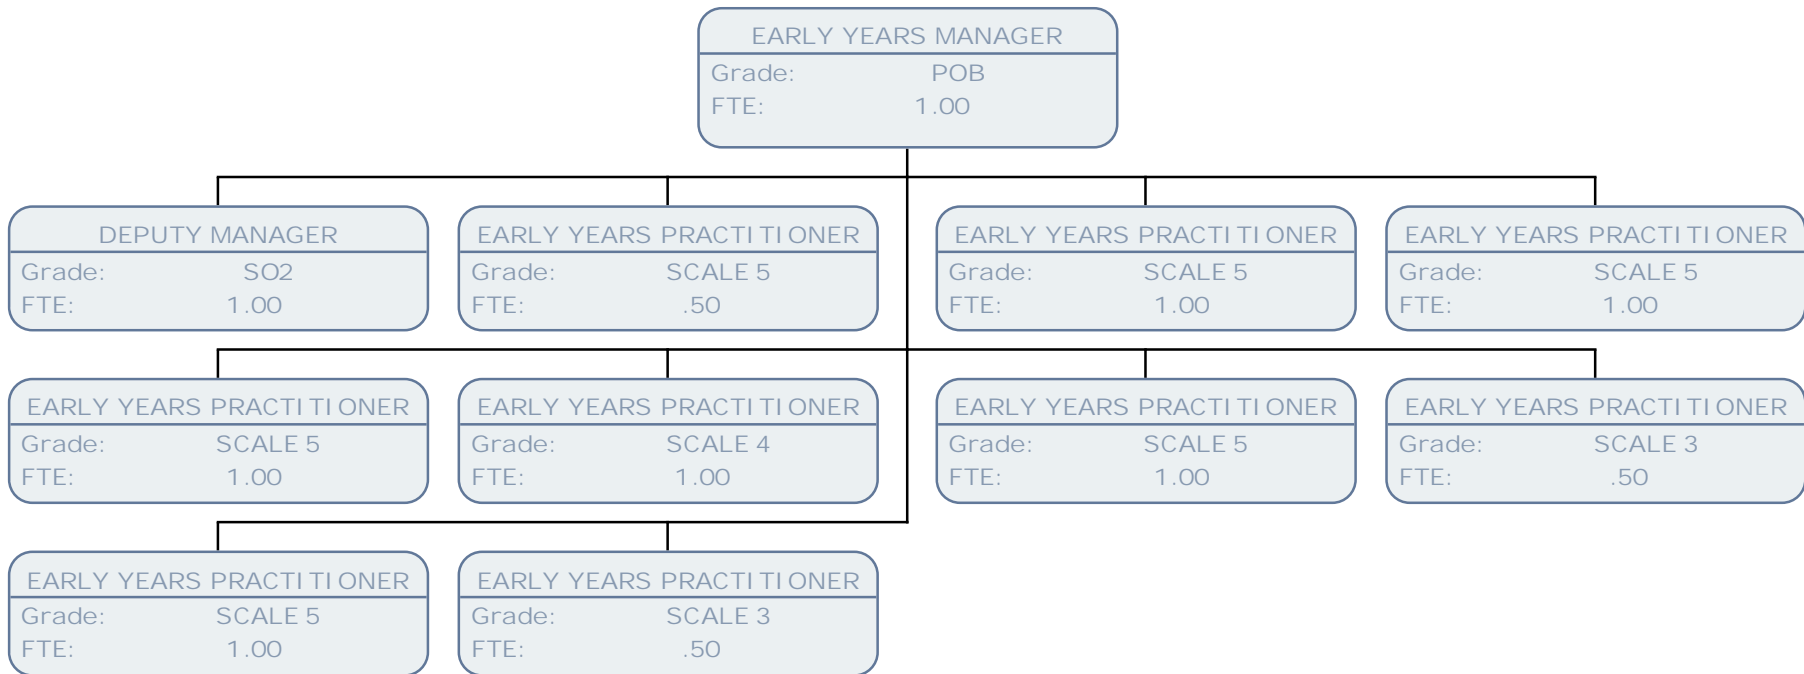 EARLY YEARS MANAGER
Grade: POB
FTE: 1.00
DEPUTY MANAGER
Grade: SO2
FTE: 1.00
EARLY YEARS PRACTITIONER
Grade: SCALE 5
FTE: .50
EARLY YEARS PRACTITIONER
Grade: SCALE 5
FTE: 1.00
EARLY YEARS PRACTITIONER
Grade: SCALE 5
FTE: 1.00
EARLY YEARS PRACTITIONER
Grade: SCALE 5
FTE: 1.00
EARLY YEARS PRACTITIONER
Grade: SCALE 4
FTE: 1.00
EARLY YEARS PRACTITIONER
Grade: SCALE 5
FTE: 1.00
EARLY YEARS PRACTITIONER
Grade: SCALE 3
FTE: .50
EARLY YEARS PRACTITIONER
Grade: SCALE 5
FTE: 1.00
EARLY YEARS PRACTITIONER
Grade: SCALE 3
FTE: .50